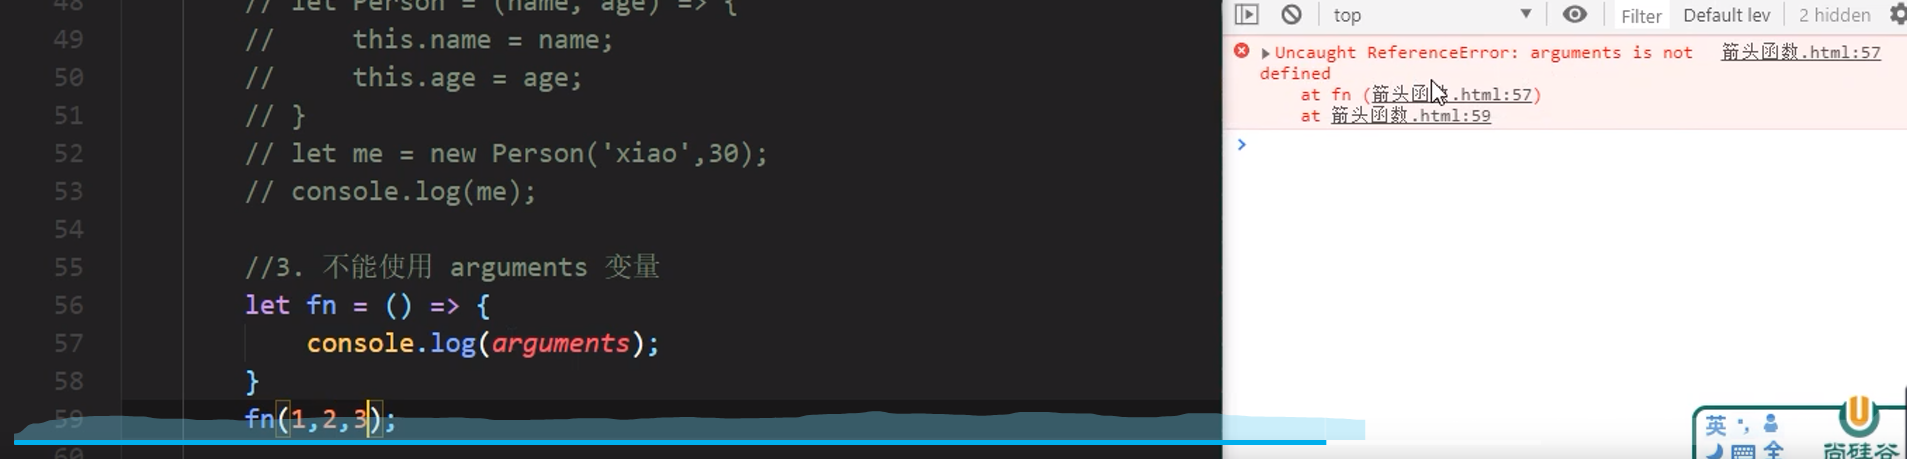 48 // let Person = (name, age) => {
49 //     this.name = name;
50 //     this.age = age;
51 // }
52 // let me = new Person('xiao',30);
53 // console.log(me);
54
55 //3. 不能使用 arguments 变量
56 let fn = () => {
57     console.log(arguments);
58 }
59 fn(1,2,3);
60
top Filter Default lev 2 hidden
Uncaught ReferenceError: arguments is not 箭头函数.html:57
defined
at fn (箭头函数.html:57)
at 箭头函数.html:59
英
全
尚硅谷